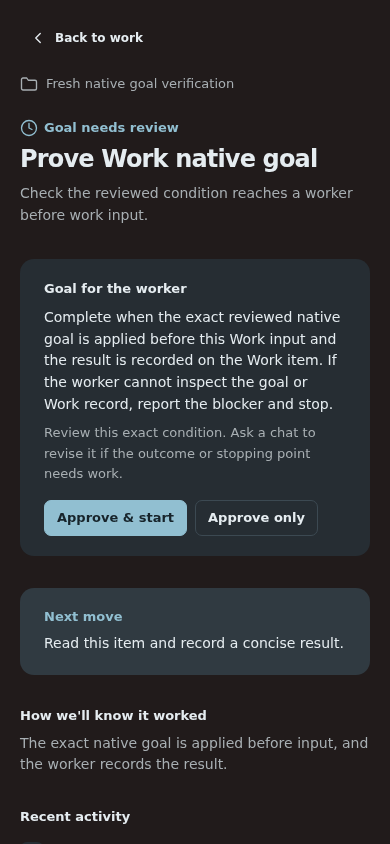 Back to work
Fresh native goal verification
Goal needs review
Prove Work native goal
Check the reviewed condition reaches a worker
before work input.
Goal for the worker
Complete when the exact reviewed native
goal is applied before this Work input and
the result is recorded on the Work item. If
the worker cannot inspect the goal or
Work record, report the blocker and stop.
Review this exact condition. Ask a chat to
revise it if the outcome or stopping point
needs work.
Approve & start
Approve only
Next move
Read this item and record a concise result.
How we'll know it worked
The exact native goal is applied before input, and
the worker records the result.
Recent activity